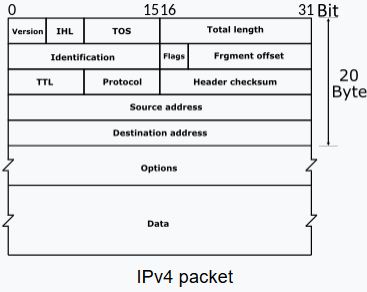 0 15 16 31 Bit
Version IHL TOS Total length
Identification Flags Frgment offset
TTL Protocol Header checksum
Source address
Destination address
20
Byte
Options
Data
IPv4 packet